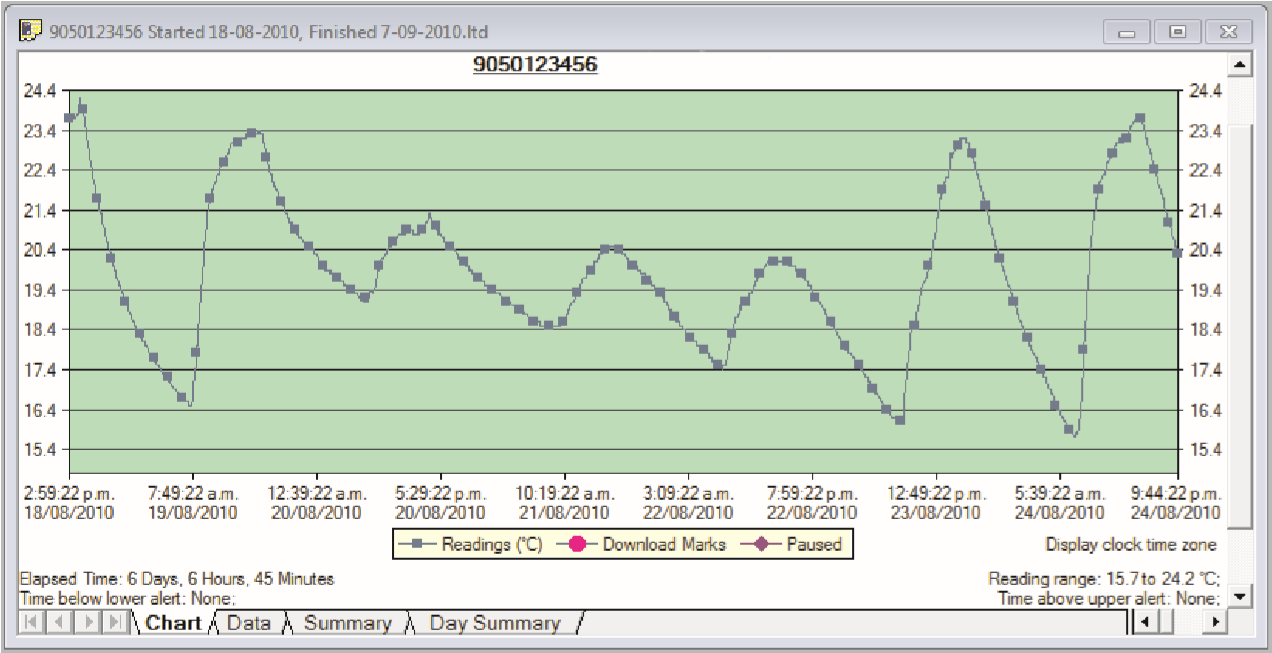 9050123456 Started 18-08-2010, Finished 7-09-2010.ltd
9050123456
24.4 24.4
23.4 23.4
22.4 22.4
21.4 21.4
20.4 20.4
19.4 19.4
18.4 18.4
17.4 17.4
16.4 16.4
15.4 15.4
2:59:22 p.m. 7:49:22 a.m. 12:39:22 a.m. 5:29:22 p.m. 10:19:22 a.m. 3:09:22 a.m. 7:59:22 p.m. 12:49:22 p.m. 5:39:22 a.m. 9:44:22 p.m.
18/08/2010 19/08/2010 20/08/2010 20/08/2010 21/08/2010 22/08/2010 22/08/2010 23/08/2010 24/08/2010 24/08/2010
Readings (°C) Download Marks Paused Display clock time zone
Elapsed Time: 6 Days, 6 Hours, 45 Minutes Reading range: 15.7 to 24.2 °C;
Time below lower alert: None; Time above upper alert: None;
Chart Data Summary Day Summary